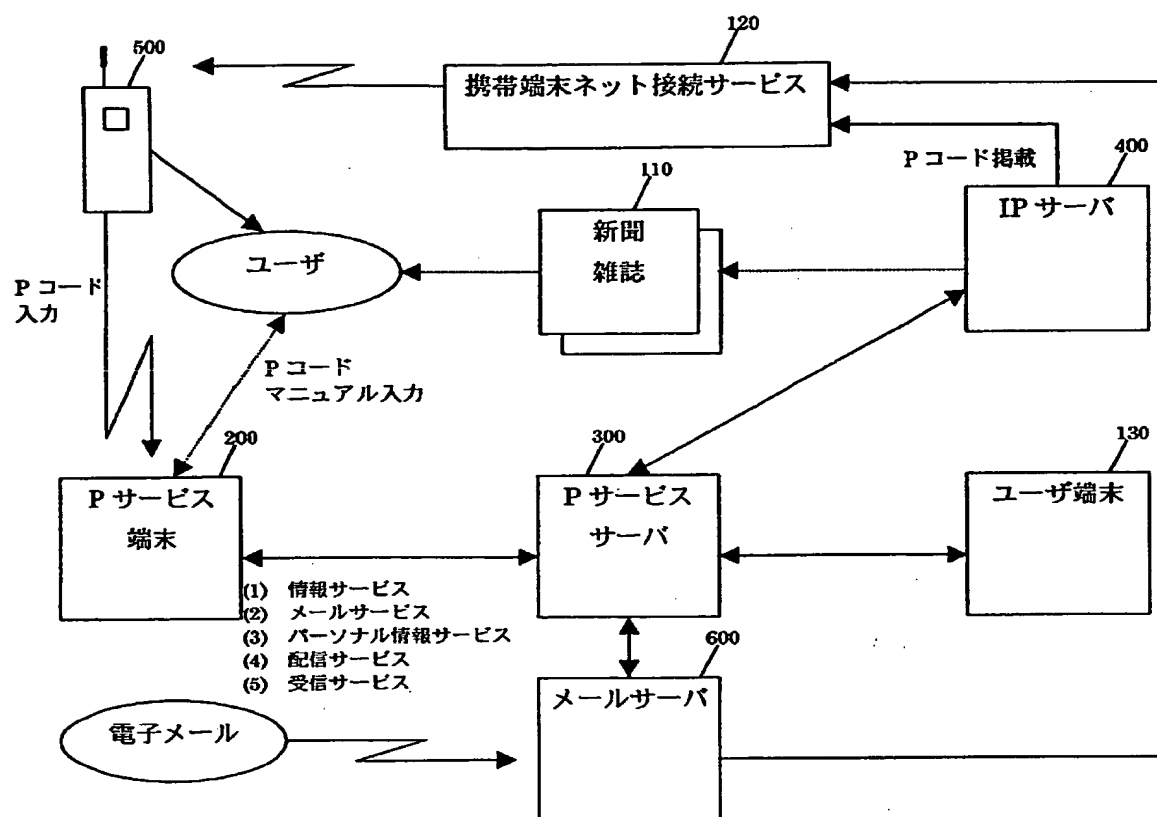 500
120
携帯端末ネット接続サービス
Pコード掲載
400
IPサーバ
110
新聞
雑誌
ユーザ
Pコード
入力
Pコード
マニュアル入力
200
Pサービス
端末
300
Pサービス
サーバ
130
ユーザ端末
(1) 情報サービス
(2) メールサービス
(3) パーソナル情報サービス
(4) 配信サービス
(5) 受信サービス
600
メールサーバ
電子メール